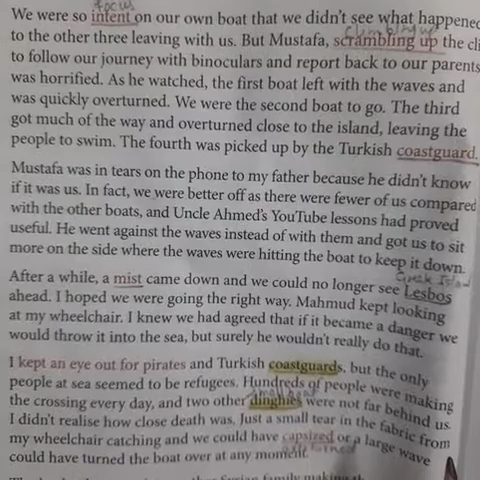 focus
We were so intent on our own boat that we didn't see what happened
to the other three leaving with us. But Mustafa, scrambling up the cli
to follow our journey with binoculars and report back to our parents
was horrified. As he watched, the first boat left with the waves and
was quickly overturned. We were the second boat to go. The third
got much of the way and overturned close to the island, leaving the
people to swim. The fourth was picked up by the Turkish coastguard.
Mustafa was in tears on the phone to my father because he didn't know
if it was us. In fact, we were better off as there were fewer of us compared
with the other boats, and Uncle Ahmed's YouTube lessons had proved
useful. He went against the waves instead of with them and got us to sit
more on the side where the waves were hitting the boat to keep it down.
After a while, a mist came down and we could no longer see Lesbos
ahead. I hoped we were going the right way. Mahmud kept looking
at my wheelchair. I knew we had agreed that if it became a danger we
would throw it into the sea, but surely he wouldn't really do that.
I kept an eye out for pirates and Turkish coastguards, but the only
people at sea seemed to be refugees. Hundreds of people were making
the crossing every day, and two other dinghies were not far behind us.
I didn't realise how close death was. Just a small tear in the fabric from
my wheelchair catching and we could have capsized or a large wave
could have turned the boat over at any moment.